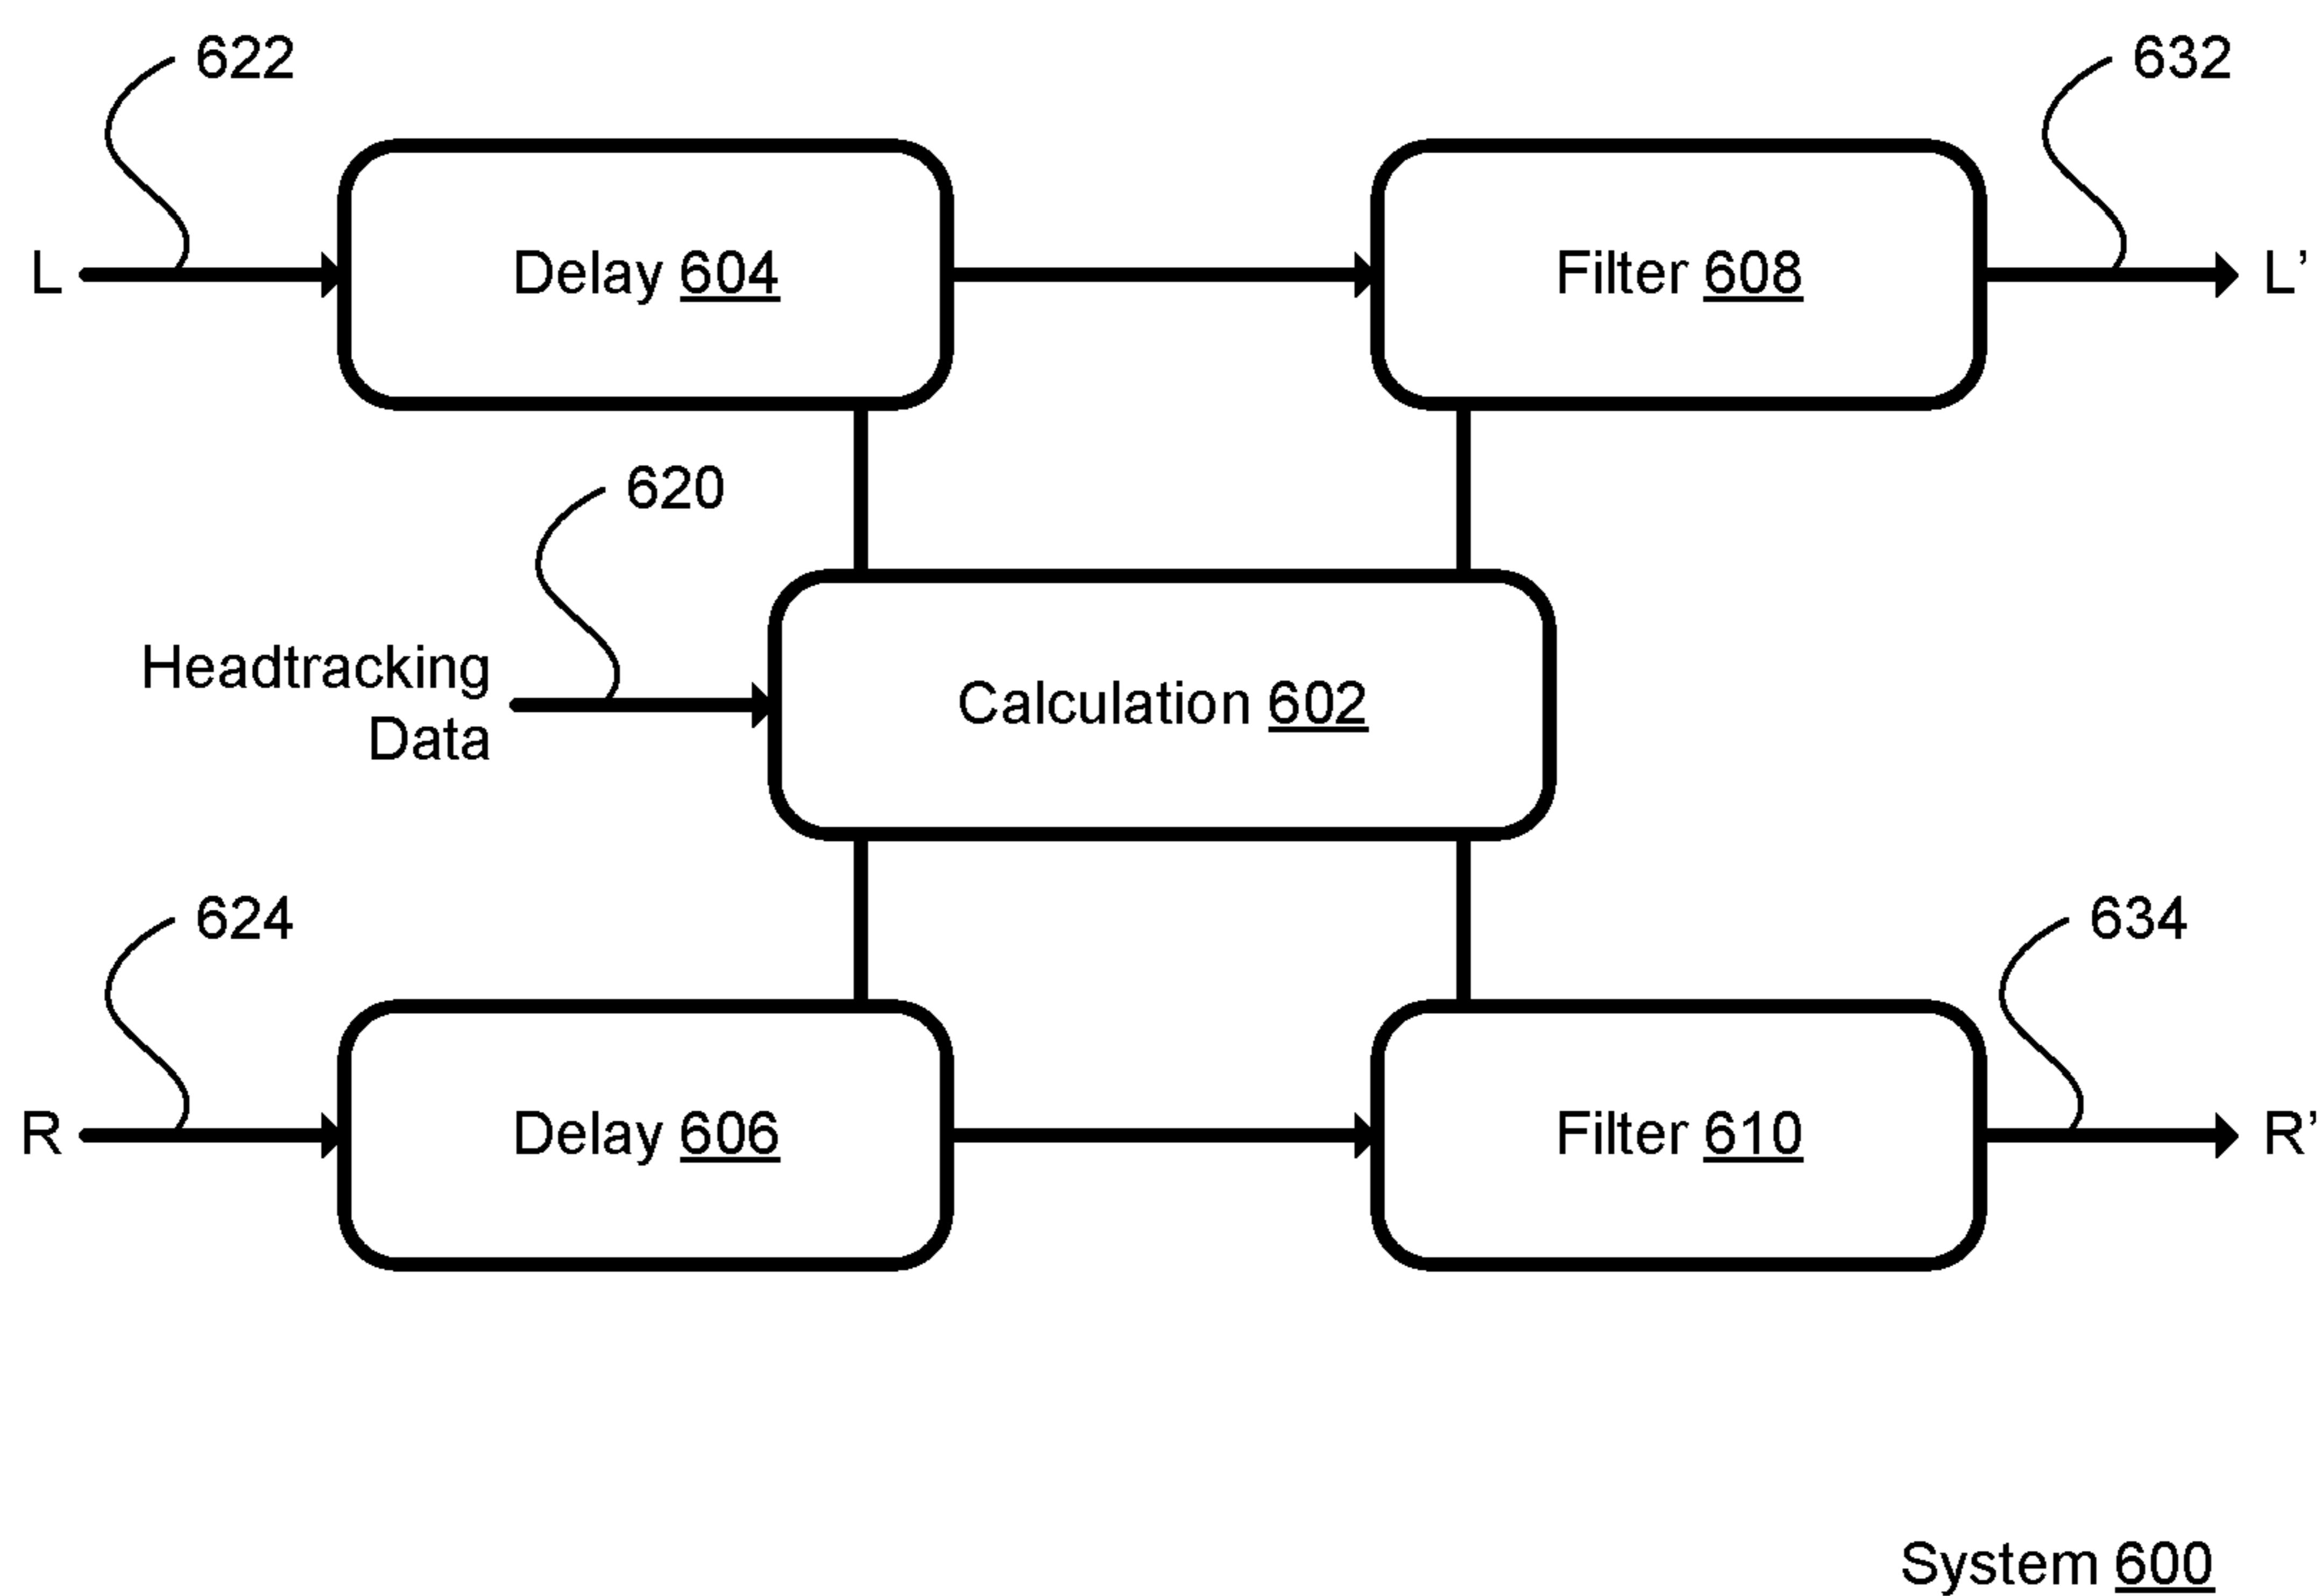 622
632
L
Delay 604
Filter 608
L’
620
Headtracking
Data
Calculation 602
624
634
R
Delay 606
Filter 610
R’
System 600